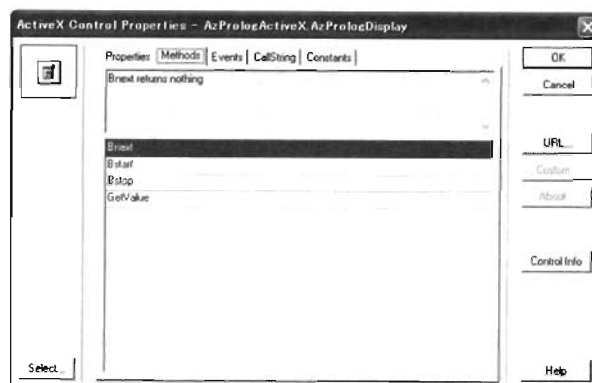 ActiveX Control Properties - AzPrologActiveX.AzPrologDisplay
Properties Methods Events CallString Constants
Bnext returns nothing
Bnext
Bstart
Bstop
GetValue
OK
Cancel
URL...
Custom
About
Control Info
Select...
Help